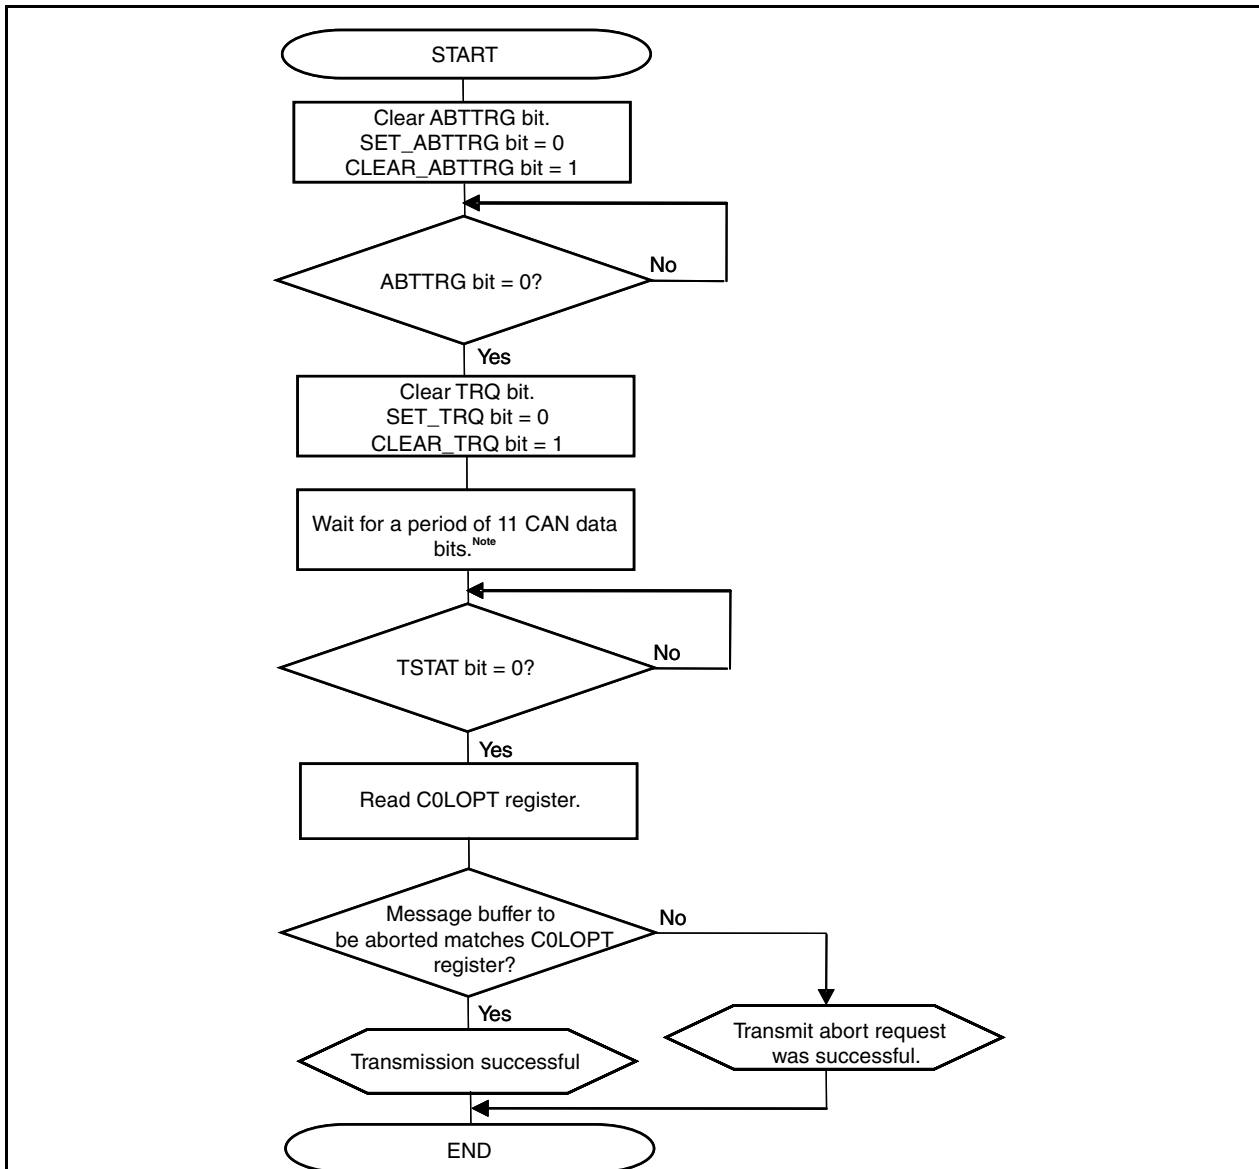 START
Clear ABTTRG bit.
SET_ABTTRG bit = 0
CLEAR_ABTTRG bit = 1
ABTTRG bit = 0?
No
Yes
Clear TRQ bit.
SET_TRQ bit = 0
CLEAR_TRQ bit = 1
Wait for a period of 11 CAN data
bits.Note
TSTAT bit = 0?
No
Yes
Read C0LOPT register.
Message buffer to
be aborted matches C0LOPT
register?
No
Yes
Transmission successful
Transmit abort request
was successful.
END